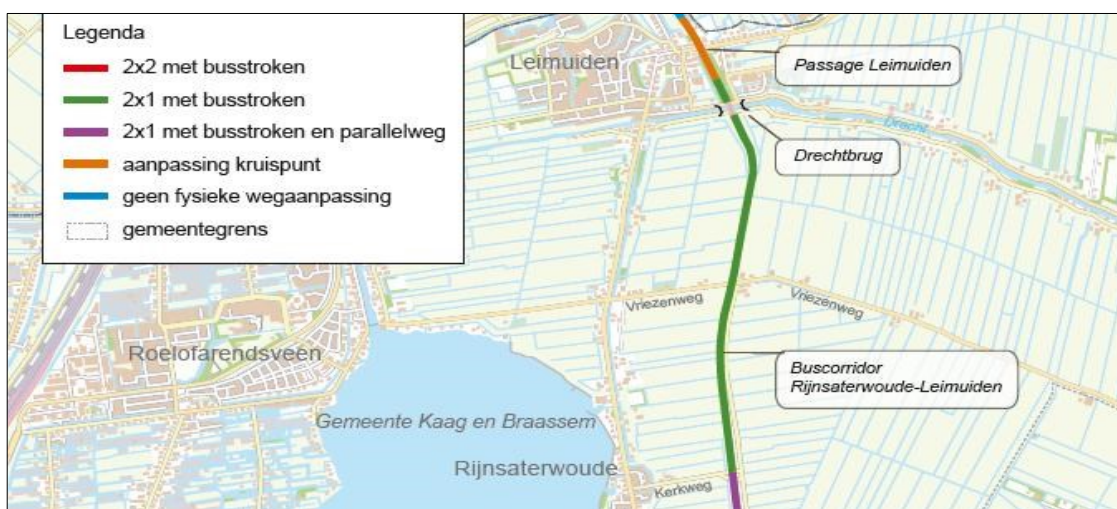 Legenda
2x2 met busstroken
2x1 met busstroken
2x1 met busstroken en parallelweg
aanpassing kruispunt
geen fysieke wegaanpassing
gemeentegrens
Leimuiden
Passage Leimuiden
Drecht
Drechtbrug
Vriezenweg
Vriezenweg
Roelofarendsveen
Buscorridor
Rijnsaterwoude-Leimuiden
Gemeente Kaag en Braassem
Rijnsaterwoude
Kerkweg